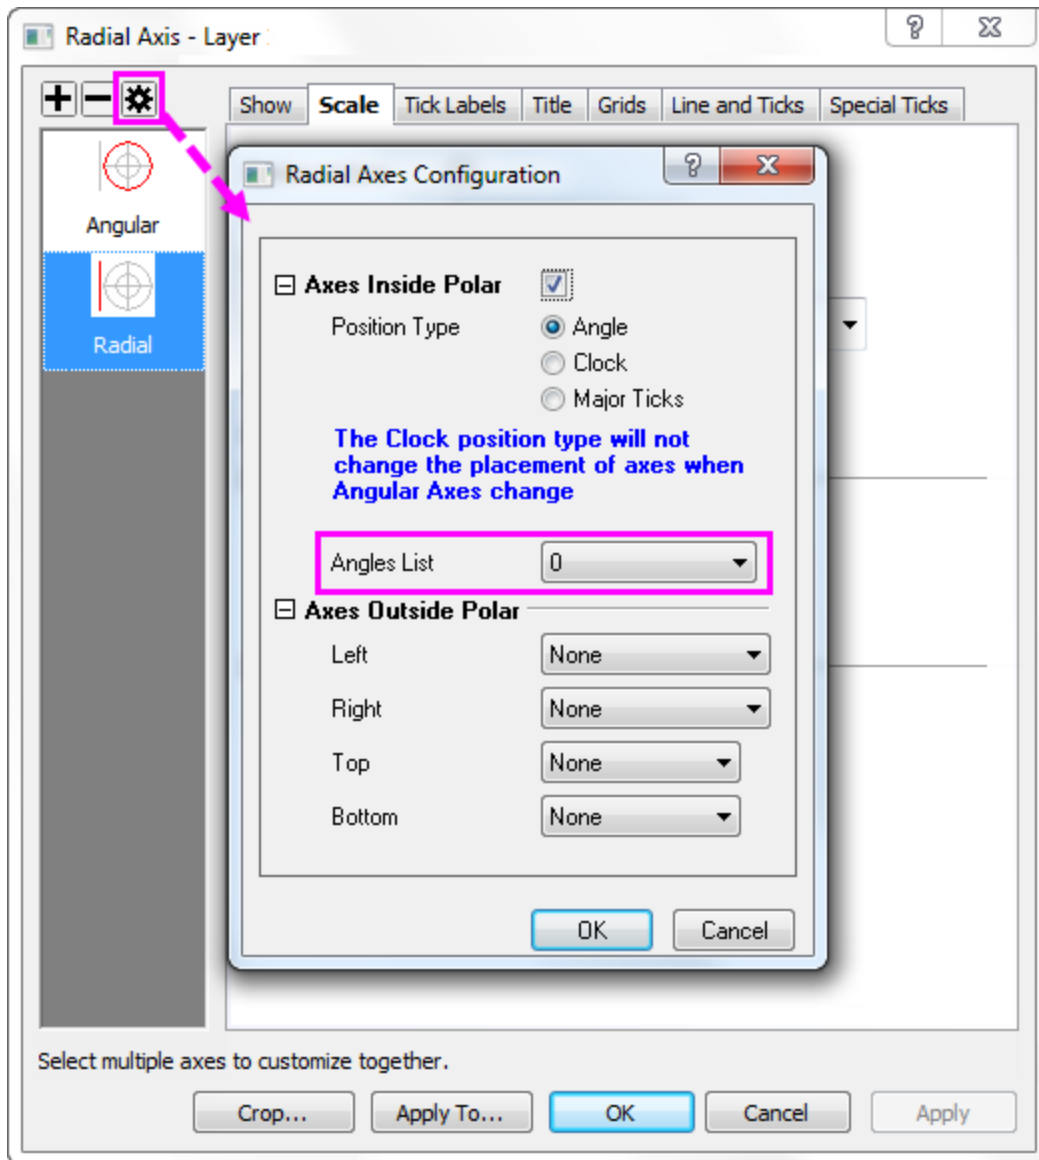 Radial Axis - Layer
Show Scale Tick Labels Title Grids Line and Ticks Special Ticks
Angular
Radial
Radial Axes Configuration
Axes Inside Polar
Position Type Angle
Clock
Major Ticks
The Clock position type will not
change the placement of axes when
Angular Axes change
Angles List 0
Axes Outside Polar
Left None
Right None
Top None
Bottom None
OK Cancel
Select multiple axes to customize together.
Crop... Apply To... OK Cancel Apply